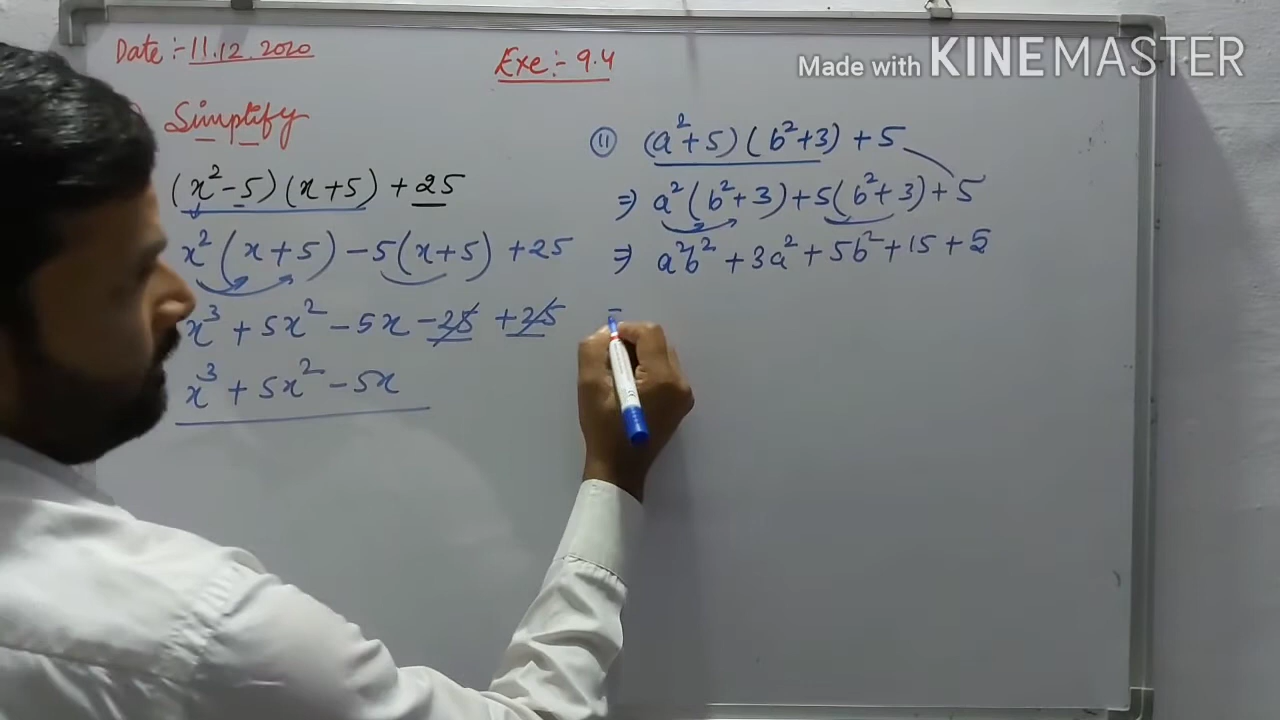 Date :- 11.12.2020
Exe :- 9.4
Made with KINEMASTER
Simplify
(x² - 5) (x + 5) + 25
x² (x + 5) - 5 (x + 5) + 25
x³ + 5x² - 5x - 25 + 25
x³ + 5x² - 5x
(ii) (a² + 5) (b² + 3) + 5
⇒ a² (b² + 3) + 5 (b² + 3) + 5
⇒ a²b² + 3a² + 5b² + 15 + 5